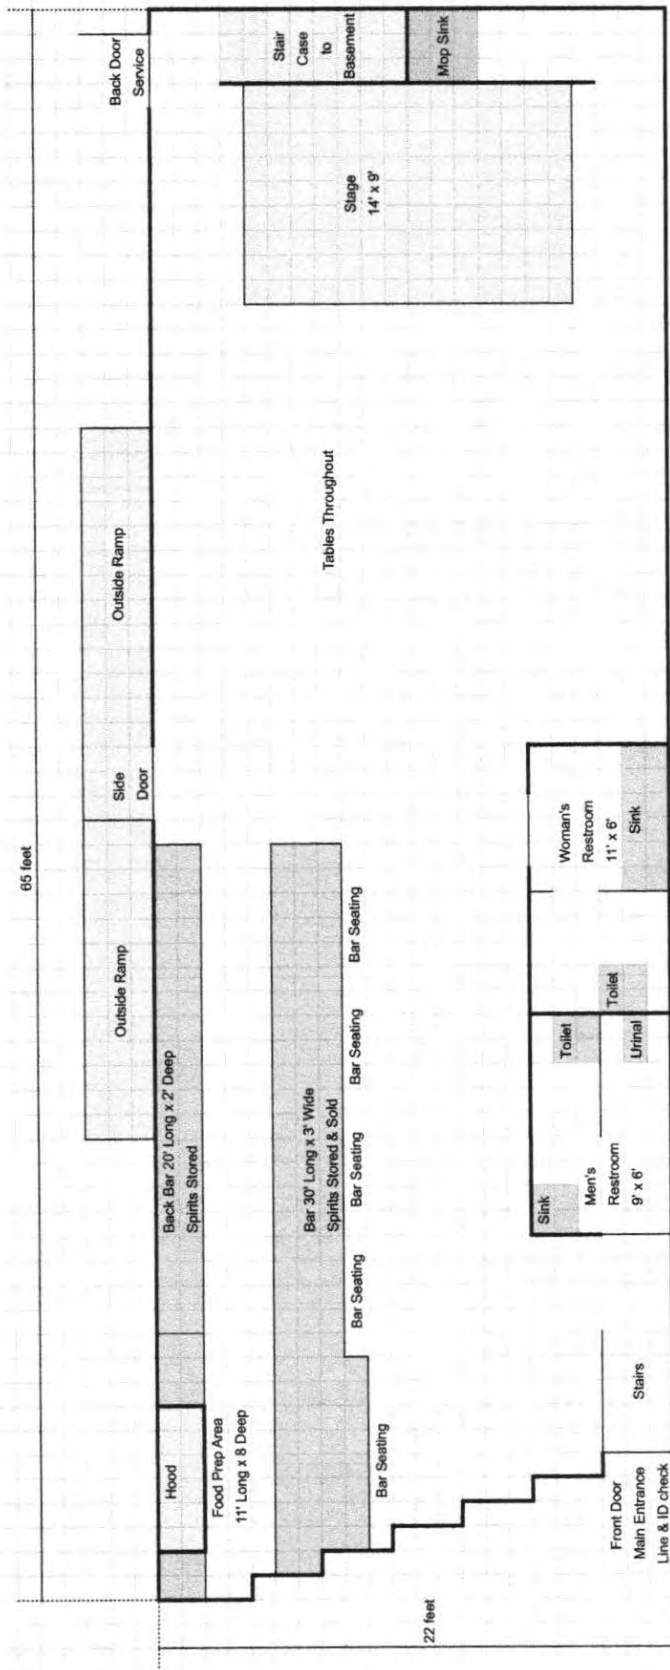 65 feet
22 feet
Hood
Food Prep Area
11' Long x 8 Deep
Back Bar 20' Long x 2' Deep
Spirits Stored
Outside Ramp
Side
Door
Outside Ramp
Back Door
Service
Bar 30' Long x 3' Wide
Spirits Stored & Sold
Bar Seating
Bar Seating
Bar Seating
Bar Seating
Bar Seating
Tables Throughout
Stage
14' x 9'
Stair
Case
to
Basement
Mop Sink
Front Door
Main Entrance
Line & ID check
Stairs
Sink
Men's
Restroom
9' x 6'
Toilet
Urinal
Toilet
Woman's
Restroom
11' x 6'
Sink